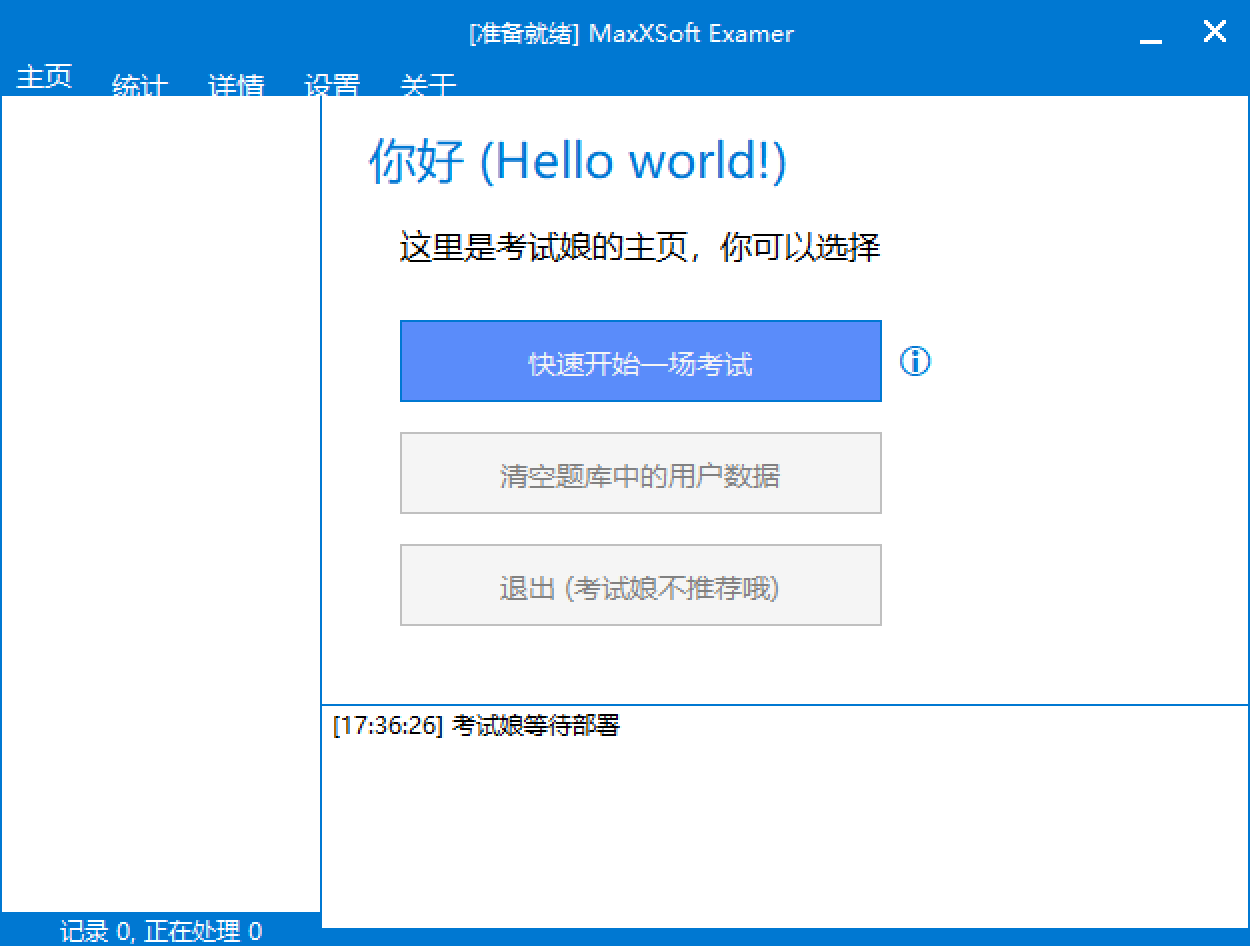 [准备就绪] MaxXSoft Examer
主页 统计 详情 设置 关于
你好 (Hello world!)
这里是考试娘的主页，你可以选择
快速开始一场考试
清空题库中的用户数据
退出 (考试娘不推荐哦)
[17:36:26] 考试娘等待部署
记录 0, 正在处理 0